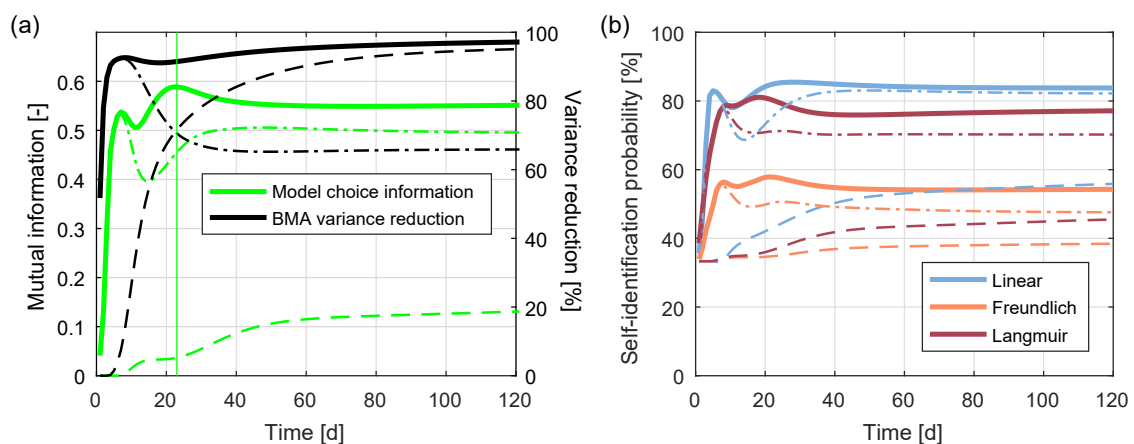 (a)
Mutual information [-]
0.6
0.5
0.4
0.3
0.2
0.1
0
100
80
60
40
20
0
Variance reduction [%]
Model choice information
BMA variance reduction
0 20 40 60 80 100 120
Time [d]
(b)
Self-identification probability [%]
100
80
60
40
20
0
Linear
Freundlich
Langmuir
0 20 40 60 80 100 120
Time [d]